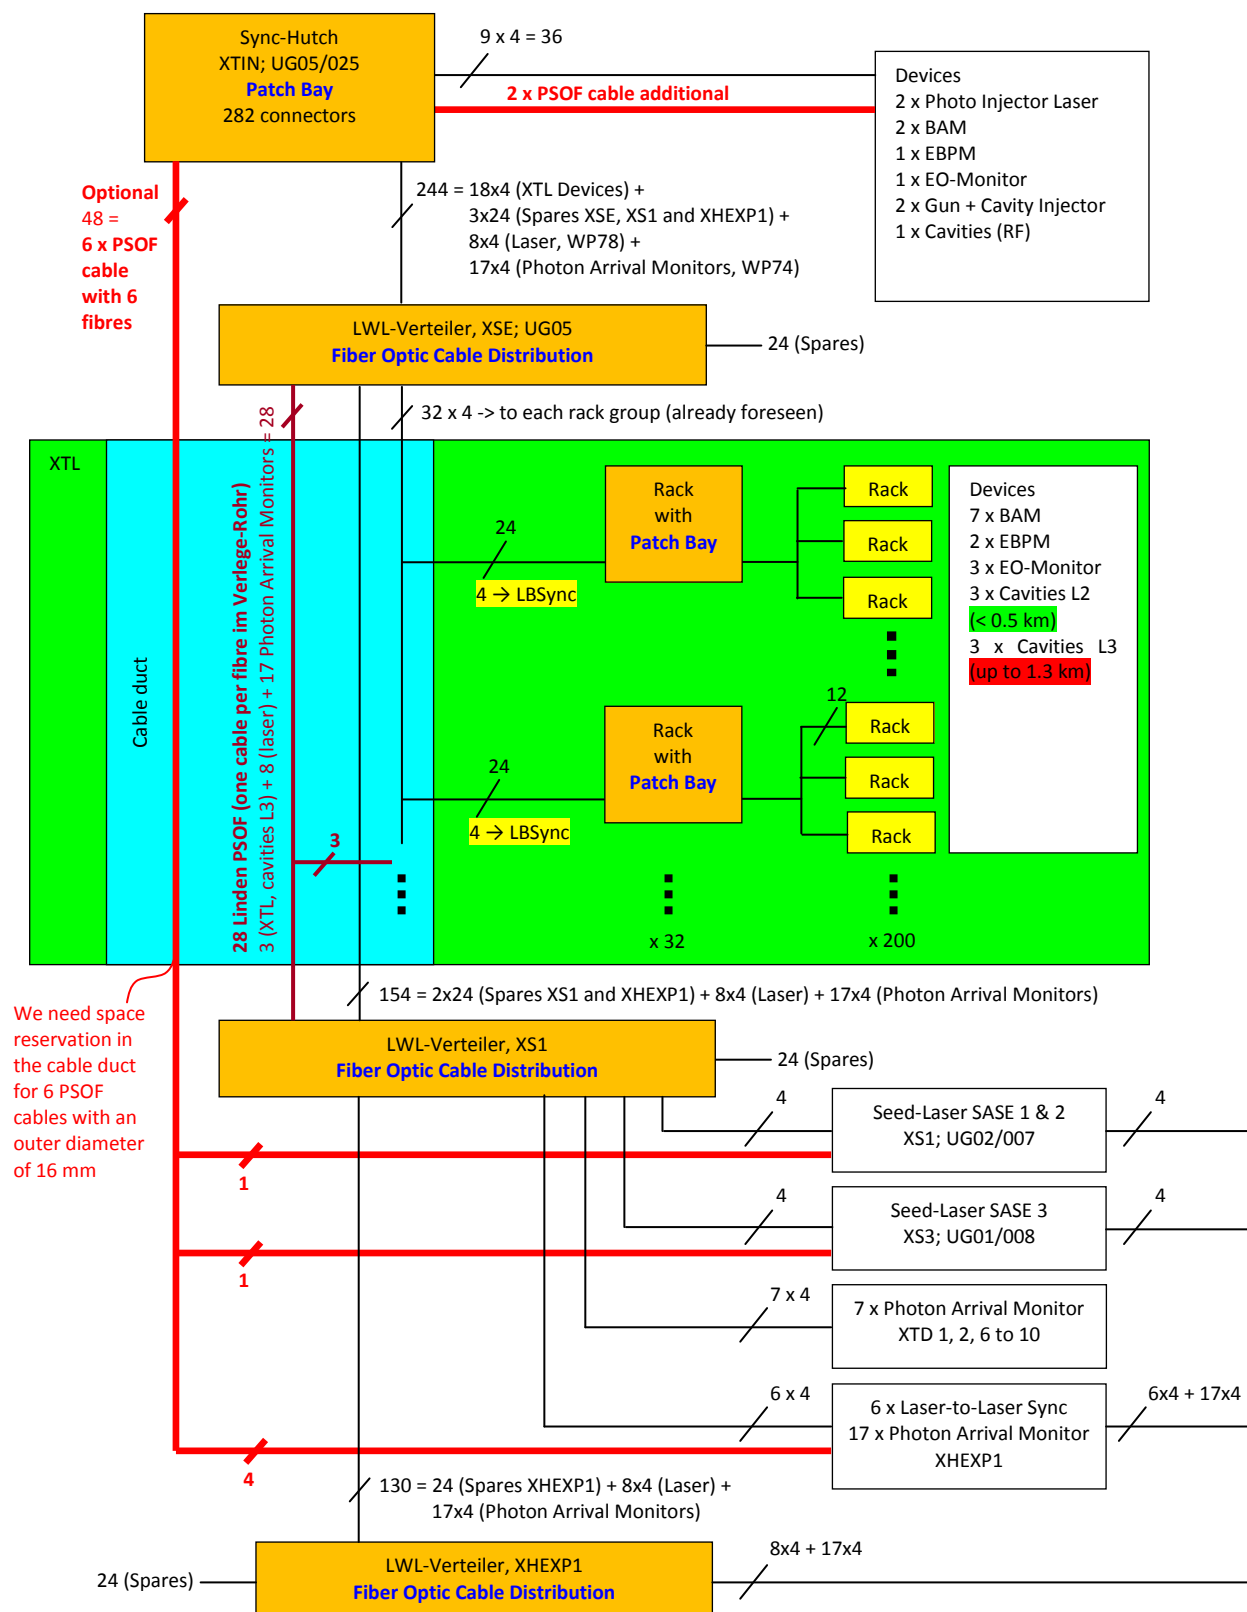 Sync-Hutch
XTIN; UG05/025
Patch Bay
282 connectors
9 x 4 = 36
2 x PSOF cable additional
Devices
2 x Photo Injector Laser
2 x BAM
1 x EBPM
1 x EO-Monitor
2 x Gun + Cavity Injector
1 x Cavities (RF)
Optional
48 =
6 x PSOF
cable
with 6
fibres
244 = 18x4 (XTL Devices) +
3x24 (Spares XSE, XS1 and XHEXP1) +
8x4 (Laser, WP78) +
17x4 (Photon Arrival Monitors, WP74)
LWL-Verteiler, XSE; UG05
Fiber Optic Cable Distribution
24 (Spares)
32 x 4 -> to each rack group (already foreseen)
XTL
Cable duct
28 Linden PSOF (one cable per fibre im Verlege-Rohr)
3 (XTL, cavities L3) + 8 (laser) + 17 Photon Arrival Monitors = 28
3
24
4 → LBSync
Rack
with
Patch Bay
Rack
Rack
Rack
24
4 → LBSync
Rack
with
Patch Bay
12
Rack
Rack
Rack
x 32
x 200
Devices
7 x BAM
2 x EBPM
3 x EO-Monitor
3 x Cavities L2
(< 0.5 km)
3 x Cavities L3
(up to 1.3 km)
We need space
reservation in
the cable duct
for 6 PSOF
cables with an
outer diameter
of 16 mm
154 = 2x24 (Spares XS1 and XHEXP1) + 8x4 (Laser) + 17x4 (Photon Arrival Monitors)
LWL-Verteiler, XS1
Fiber Optic Cable Distribution
24 (Spares)
4
Seed-Laser SASE 1 & 2
XS1; UG02/007
4
1
4
Seed-Laser SASE 3
XS3; UG01/008
4
1
7 x 4
7 x Photon Arrival Monitor
XTD 1, 2, 6 to 10
6 x 4
6 x Laser-to-Laser Sync
17 x Photon Arrival Monitor
XHEXP1
6x4 + 17x4
4
130 = 24 (Spares XHEXP1) + 8x4 (Laser) +
17x4 (Photon Arrival Monitors)
24 (Spares)
LWL-Verteiler, XHEXP1
Fiber Optic Cable Distribution
8x4 + 17x4